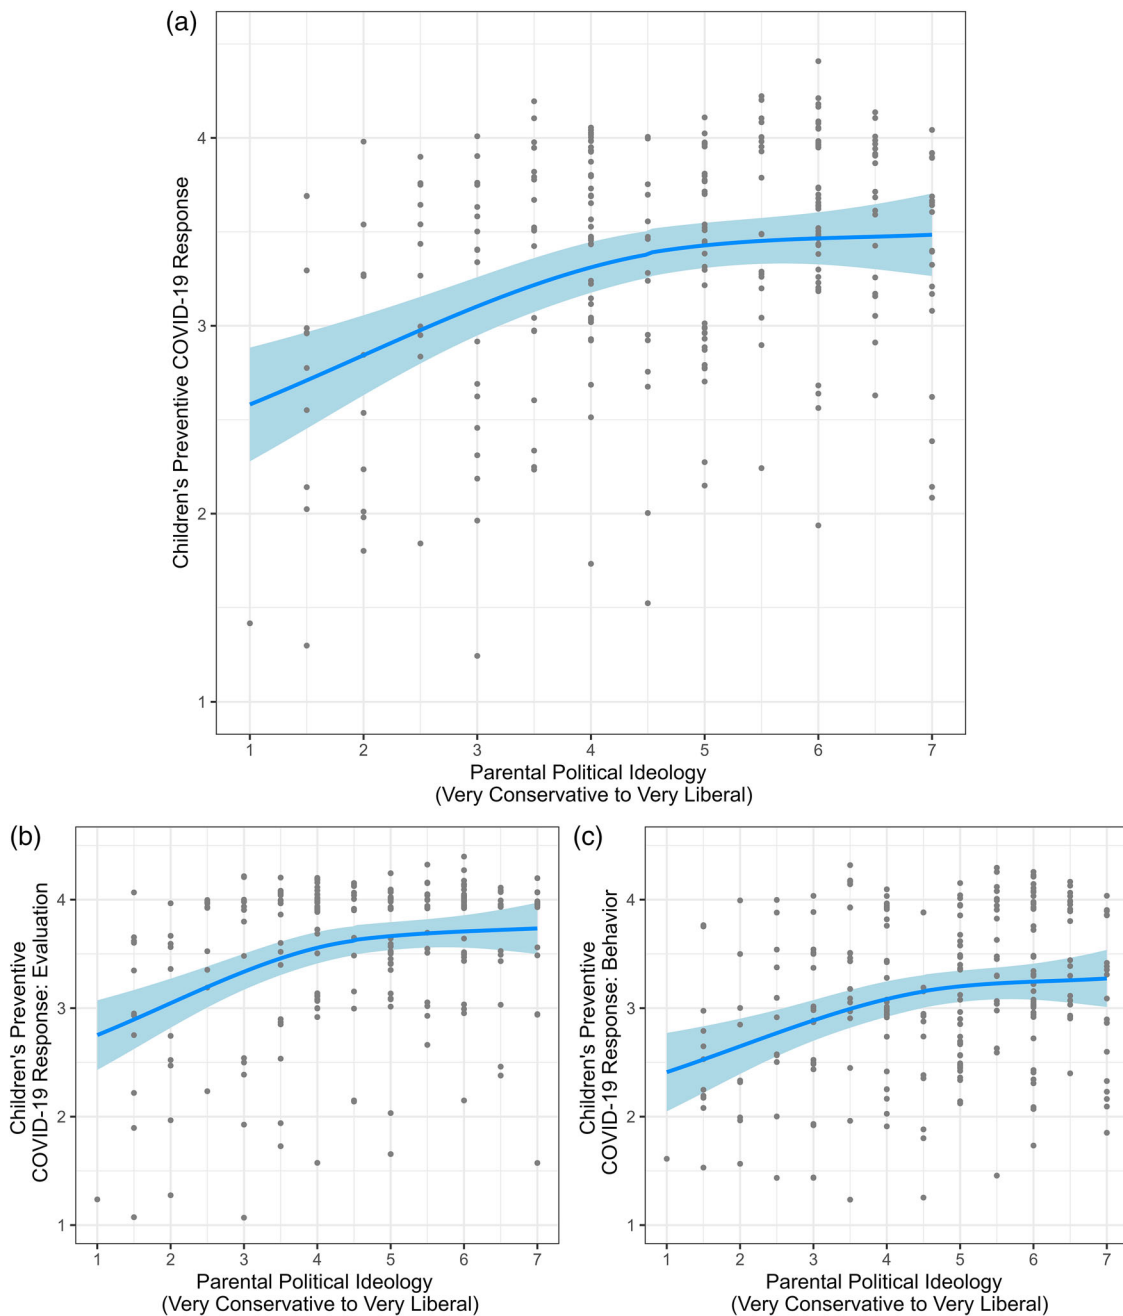 (a)
Children's Preventive COVID-19 Response
4
3
2
1
1 2 3 4 5 6 7
Parental Political Ideology
(Very Conservative to Very Liberal)
(b)
Children's Preventive
COVID-19 Response: Evaluation
4
3
2
1
1 2 3 4 5 6 7
Parental Political Ideology
(Very Conservative to Very Liberal)
(c)
Children's Preventive
COVID-19 Response: Behavior
4
3
2
1
1 2 3 4 5 6 7
Parental Political Ideology
(Very Conservative to Very Liberal)